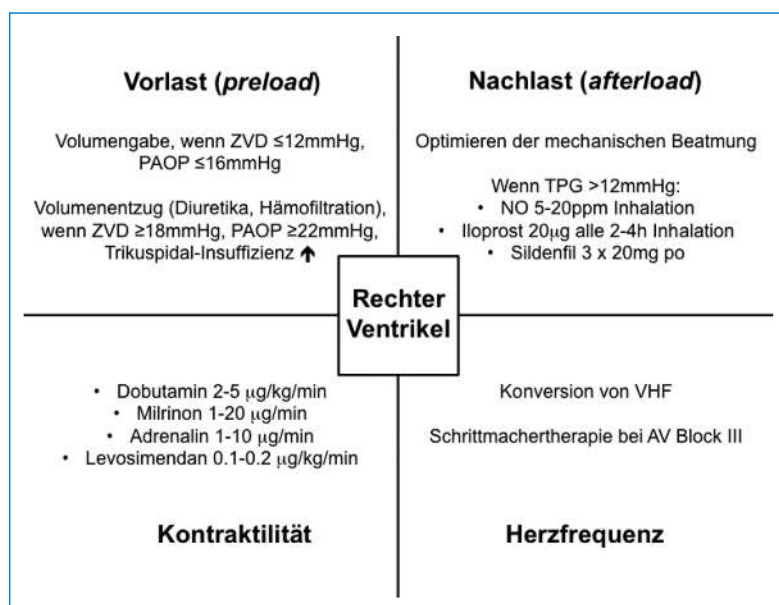 Vorlast (preload)
Volumengabe, wenn ZVD ≤12mmHg,
PAOP ≤16mmHg
Volumenentzug (Diuretika, Hämofiltration),
wenn ZVD ≥18mmHg, PAOP ≥22mmHg,
Trikuspidal-Insuffizienz ↑
Nachlast (afterload)
Optimieren der mechanischen Beatmung
Wenn TPG >12mmHg:
• NO 5-20ppm Inhalation
• Iloprost 20µg alle 2-4h Inhalation
• Sildenfil 3 x 20mg po
Rechter
Ventrikel
• Dobutamin 2-5 µg/kg/min
• Milrinon 1-20 µg/min
• Adrenalin 1-10 µg/min
• Levosimendan 0.1-0.2 µg/kg/min
Kontraktilität
Konversion von VHF
Schrittmachertherapie bei AV Block III
Herzfrequenz